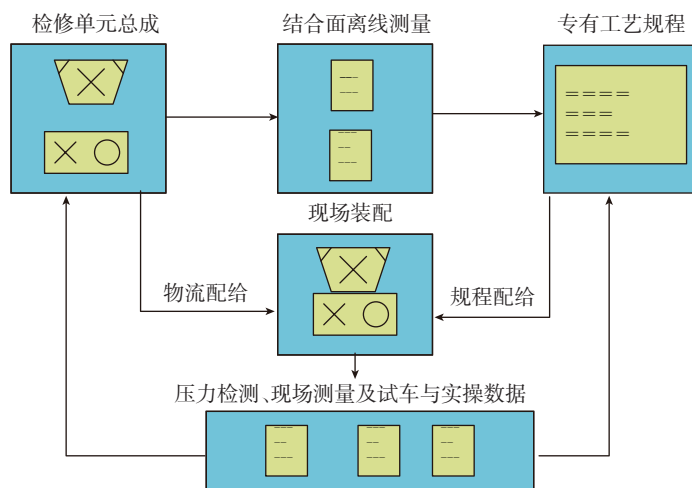 检修单元总成
结合面离线测量
专有工艺规程
现场装配
物流配给
规程配给
压力检测、现场测量及试车与实操数据